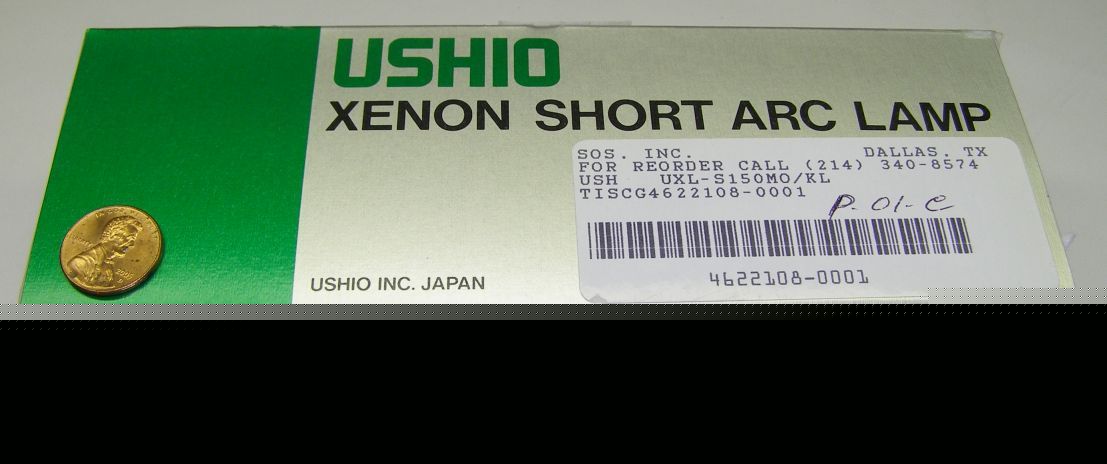 USHIO
XENON SHORT ARC LAMP
SOS. INC. DALLAS. TX
FOR REORDER CALL (214) 340-8574
USH UXL-S150MO/KL
TISCG4622108-0001
P-01-C
4622108-0001
USHIO INC. JAPAN